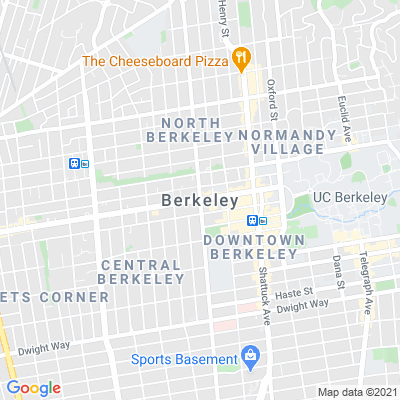 Henry St
The Cheeseboard Pizza
Oxford St
Euclid Ave
NORTH
BERKELEY
NORMANDY
VILLAGE
Berkeley
UC Berkeley
DOWNTOWN
BERKELEY
CENTRAL
BERKELEY
ETS CORNER
Shattuck Ave
Dana St
Telegraph Ave
Haste St
Dwight Way
Dwight Way
Sports Basement
Google
Map data ©2021